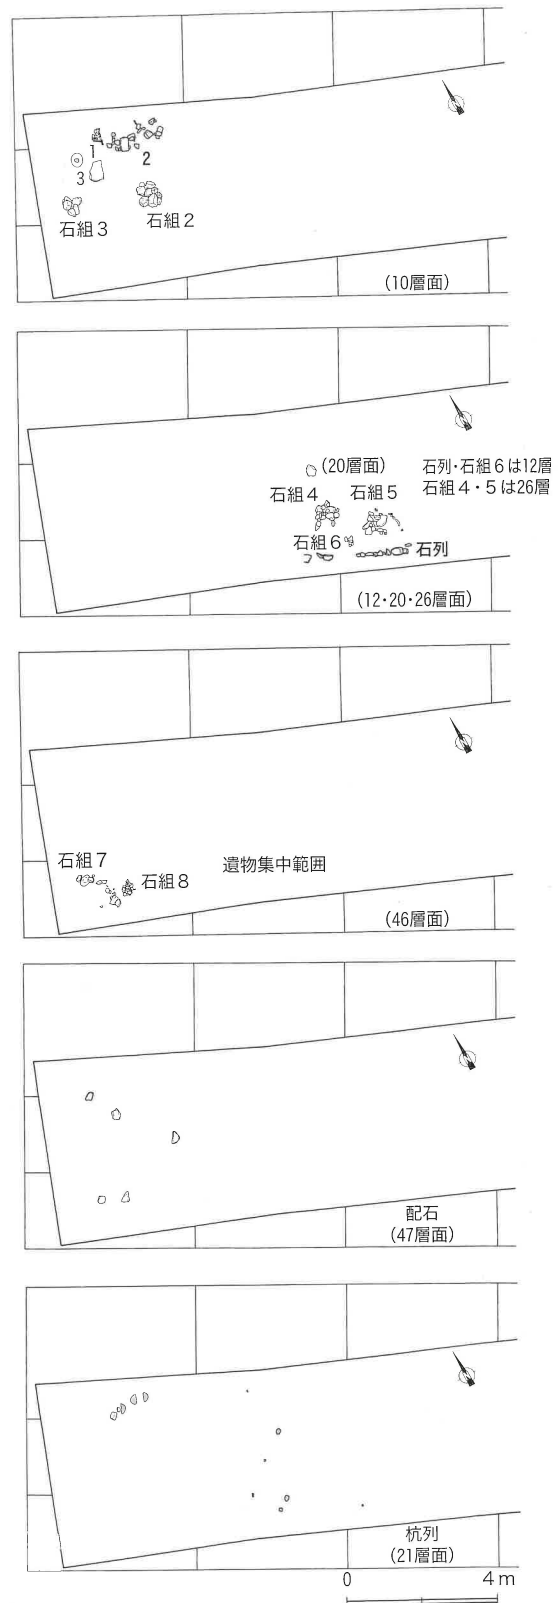 1
2
3
石組3
石組2
(10層面)
(20層面)
石列・石組6は12層
石組4・5は26層
石組4
石組5
石組6
石列
(12・20・26層面)
石組7
石組8
遺物集中範囲
(46層面)
配石
(47層面)
杭列
(21層面)
0 4m